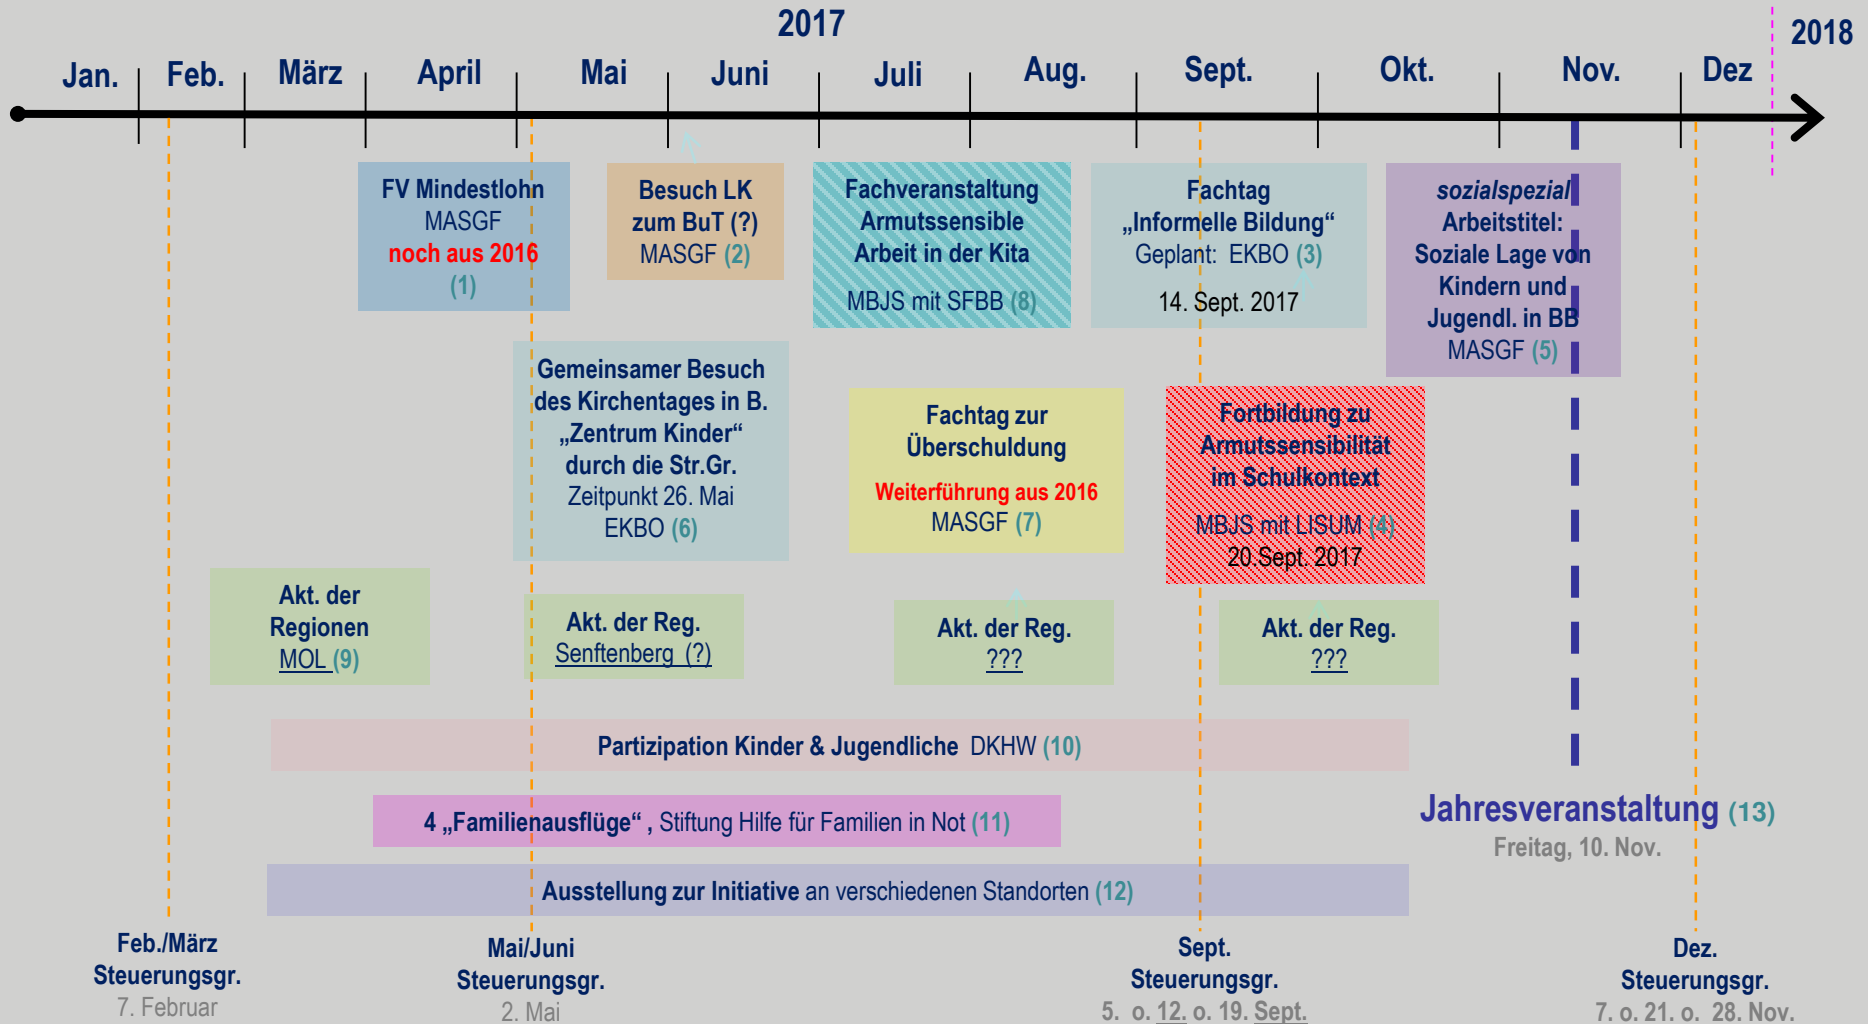 2017
2018
Jan.
Feb.
März
April
Mai
Juni
Juli
Aug.
Sept.
Okt.
Nov.
Dez
FV Mindestlohn
MASGF
noch aus 2016
(1)
Besuch LK
zum BuT (?)
MASGF (2)
Fachveranstaltung
Armutssensible
Arbeit in der Kita
MBJS mit SFBB (8)
Fachtag
„Informelle Bildung“
Geplant: EKBO (3)
14. Sept. 2017
sozialspezial
Arbeitstitel:
Soziale Lage von
Kindern und
Jugendl. in BB
MASGF (5)
Gemeinsamer Besuch
des Kirchentages in B.
„Zentrum Kinder“
durch die Str.Gr.
Zeitpunkt 26. Mai
EKBO (6)
Fachtag zur
Überschuldung
Weiterführung aus 2016
MASGF (7)
Fortbildung zu
Armutssensibilität
im Schulkontext
MBJS mit LISUM (4)
20.Sept. 2017
Akt. der
Regionen
MOL (9)
Akt. der Reg.
Senftenberg (?)
Akt. der Reg.
???
Akt. der Reg.
???
Partizipation Kinder & Jugendliche DKHW (10)
4 „Familienausflüge“ , Stiftung Hilfe für Familien in Not (11)
Ausstellung zur Initiative an verschiedenen Standorten (12)
Jahresveranstaltung (13)
Freitag, 10. Nov.
Feb./März
Steuerungsgr.
7. Februar
Mai/Juni
Steuerungsgr.
2. Mai
Sept.
Steuerungsgr.
5. o. 12. o. 19. Sept.
Dez.
Steuerungsgr.
7. o. 21. o. 28. Nov.